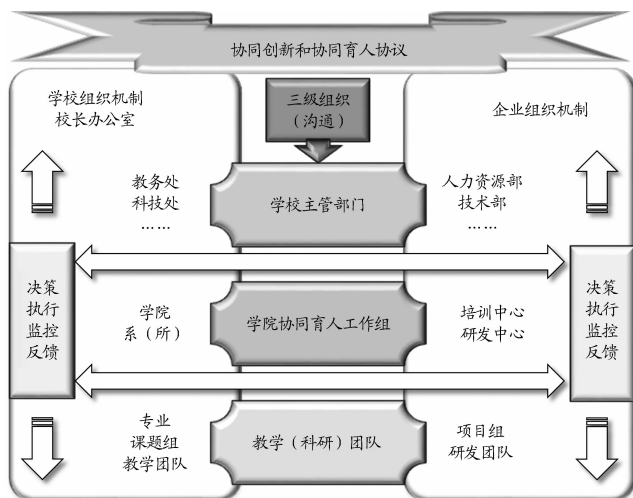 协同创新和协同育人协议
学校组织机制
校长办公室
三级组织
（沟通）
企业组织机制
教务处
科技处
……
学校主管部门
人力资源部
技术部
……
决策
执行
监控
反馈
学院
系（所）
学院协同育人工作组
培训中心
研发中心
决策
执行
监控
反馈
专业
课题组
教学团队
教学（科研）团队
项目组
研发团队